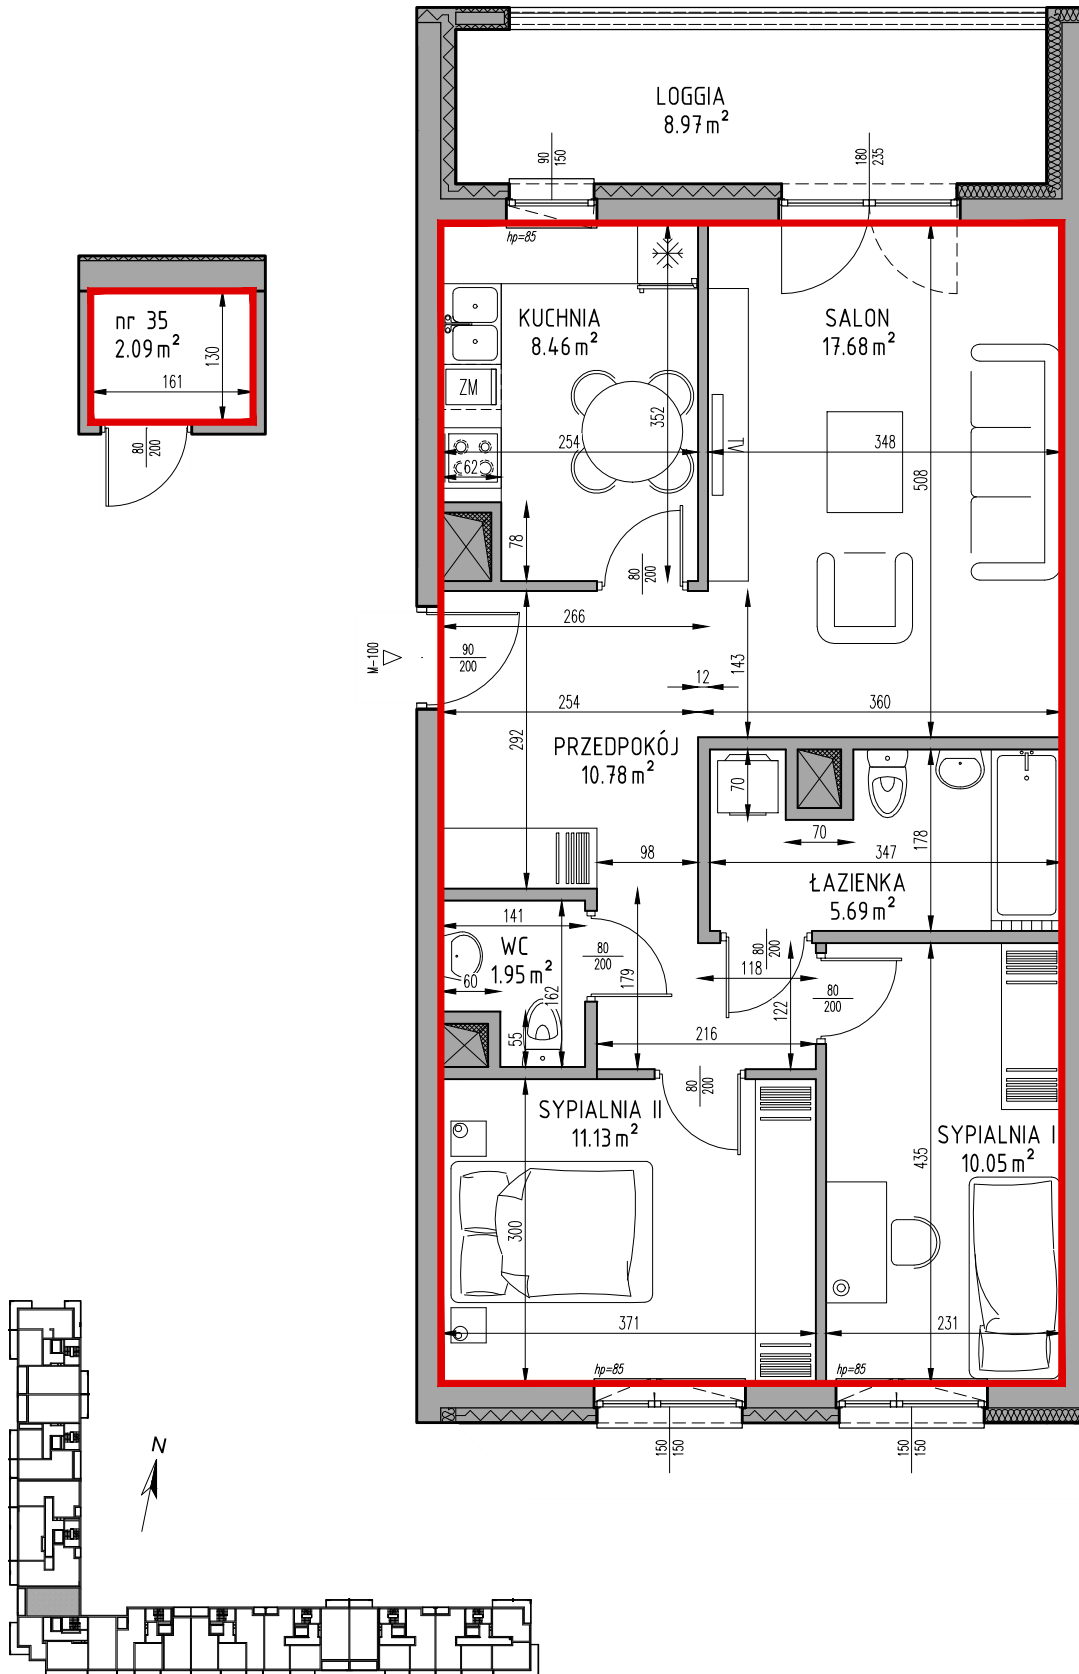 LOGGIA
8.97 m²
90
150
180
235
hp=85
nr 35
2.09 m²
130
161
80
200
KUCHNIA
8.46 m²
SALON
17.68 m²
ZM
352
TV
254
348
62
508
78
80
200
266
M-100
90
200
143
12
254
360
292
PRZEDPOKÓJ
10.78 m²
70
70
178
98
347
ŁAZIENKA
5.69 m²
141
WC
1.95 m²
80
200
80
200
60
162
179
118
80
200
55
122
216
80
200
SYPIALNIA II
11.13 m²
SYPIALNIA I
10.05 m²
435
300
371
231
hp=85
hp=85
150
150
150
150
N